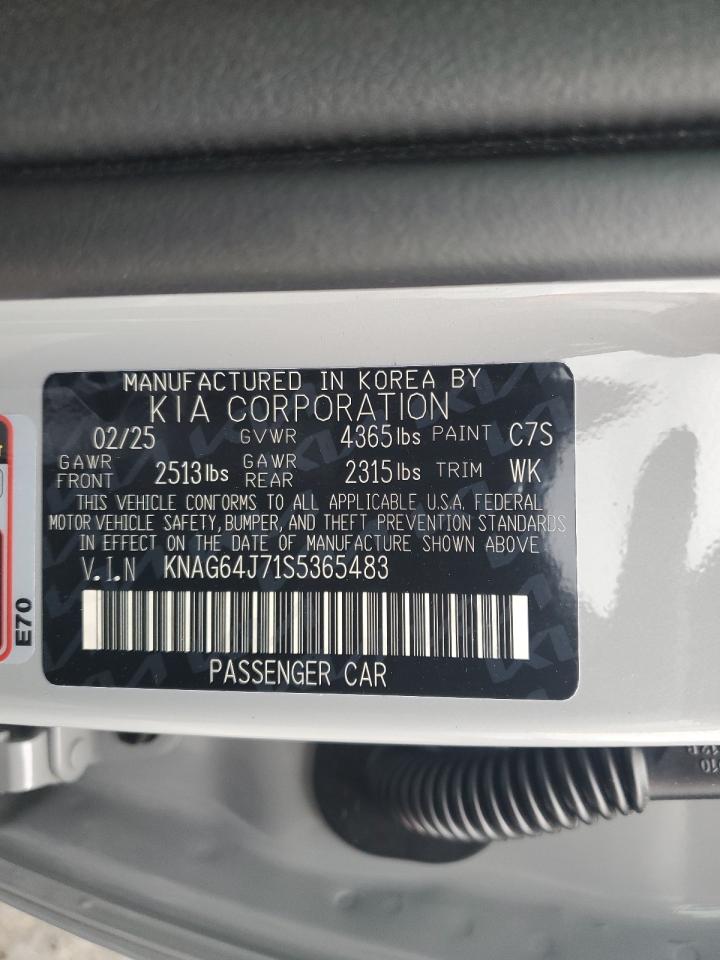 MANUFACTURED IN KOREA BY
KIA CORPORATION
02/25 GVWR 4365 lbs PAINT C7S
GAWR FRONT 2513 lbs GAWR REAR 2315 lbs TRIM WK
THIS VEHICLE CONFORMS TO ALL APPLICABLE U.S.A. FEDERAL
MOTOR VEHICLE SAFETY, BUMPER, AND THEFT PREVENTION STANDARDS
IN EFFECT ON THE DATE OF MANUFACTURE SHOWN ABOVE
V.I.N KNAG64J71S5365483
PASSENGER CAR
E70